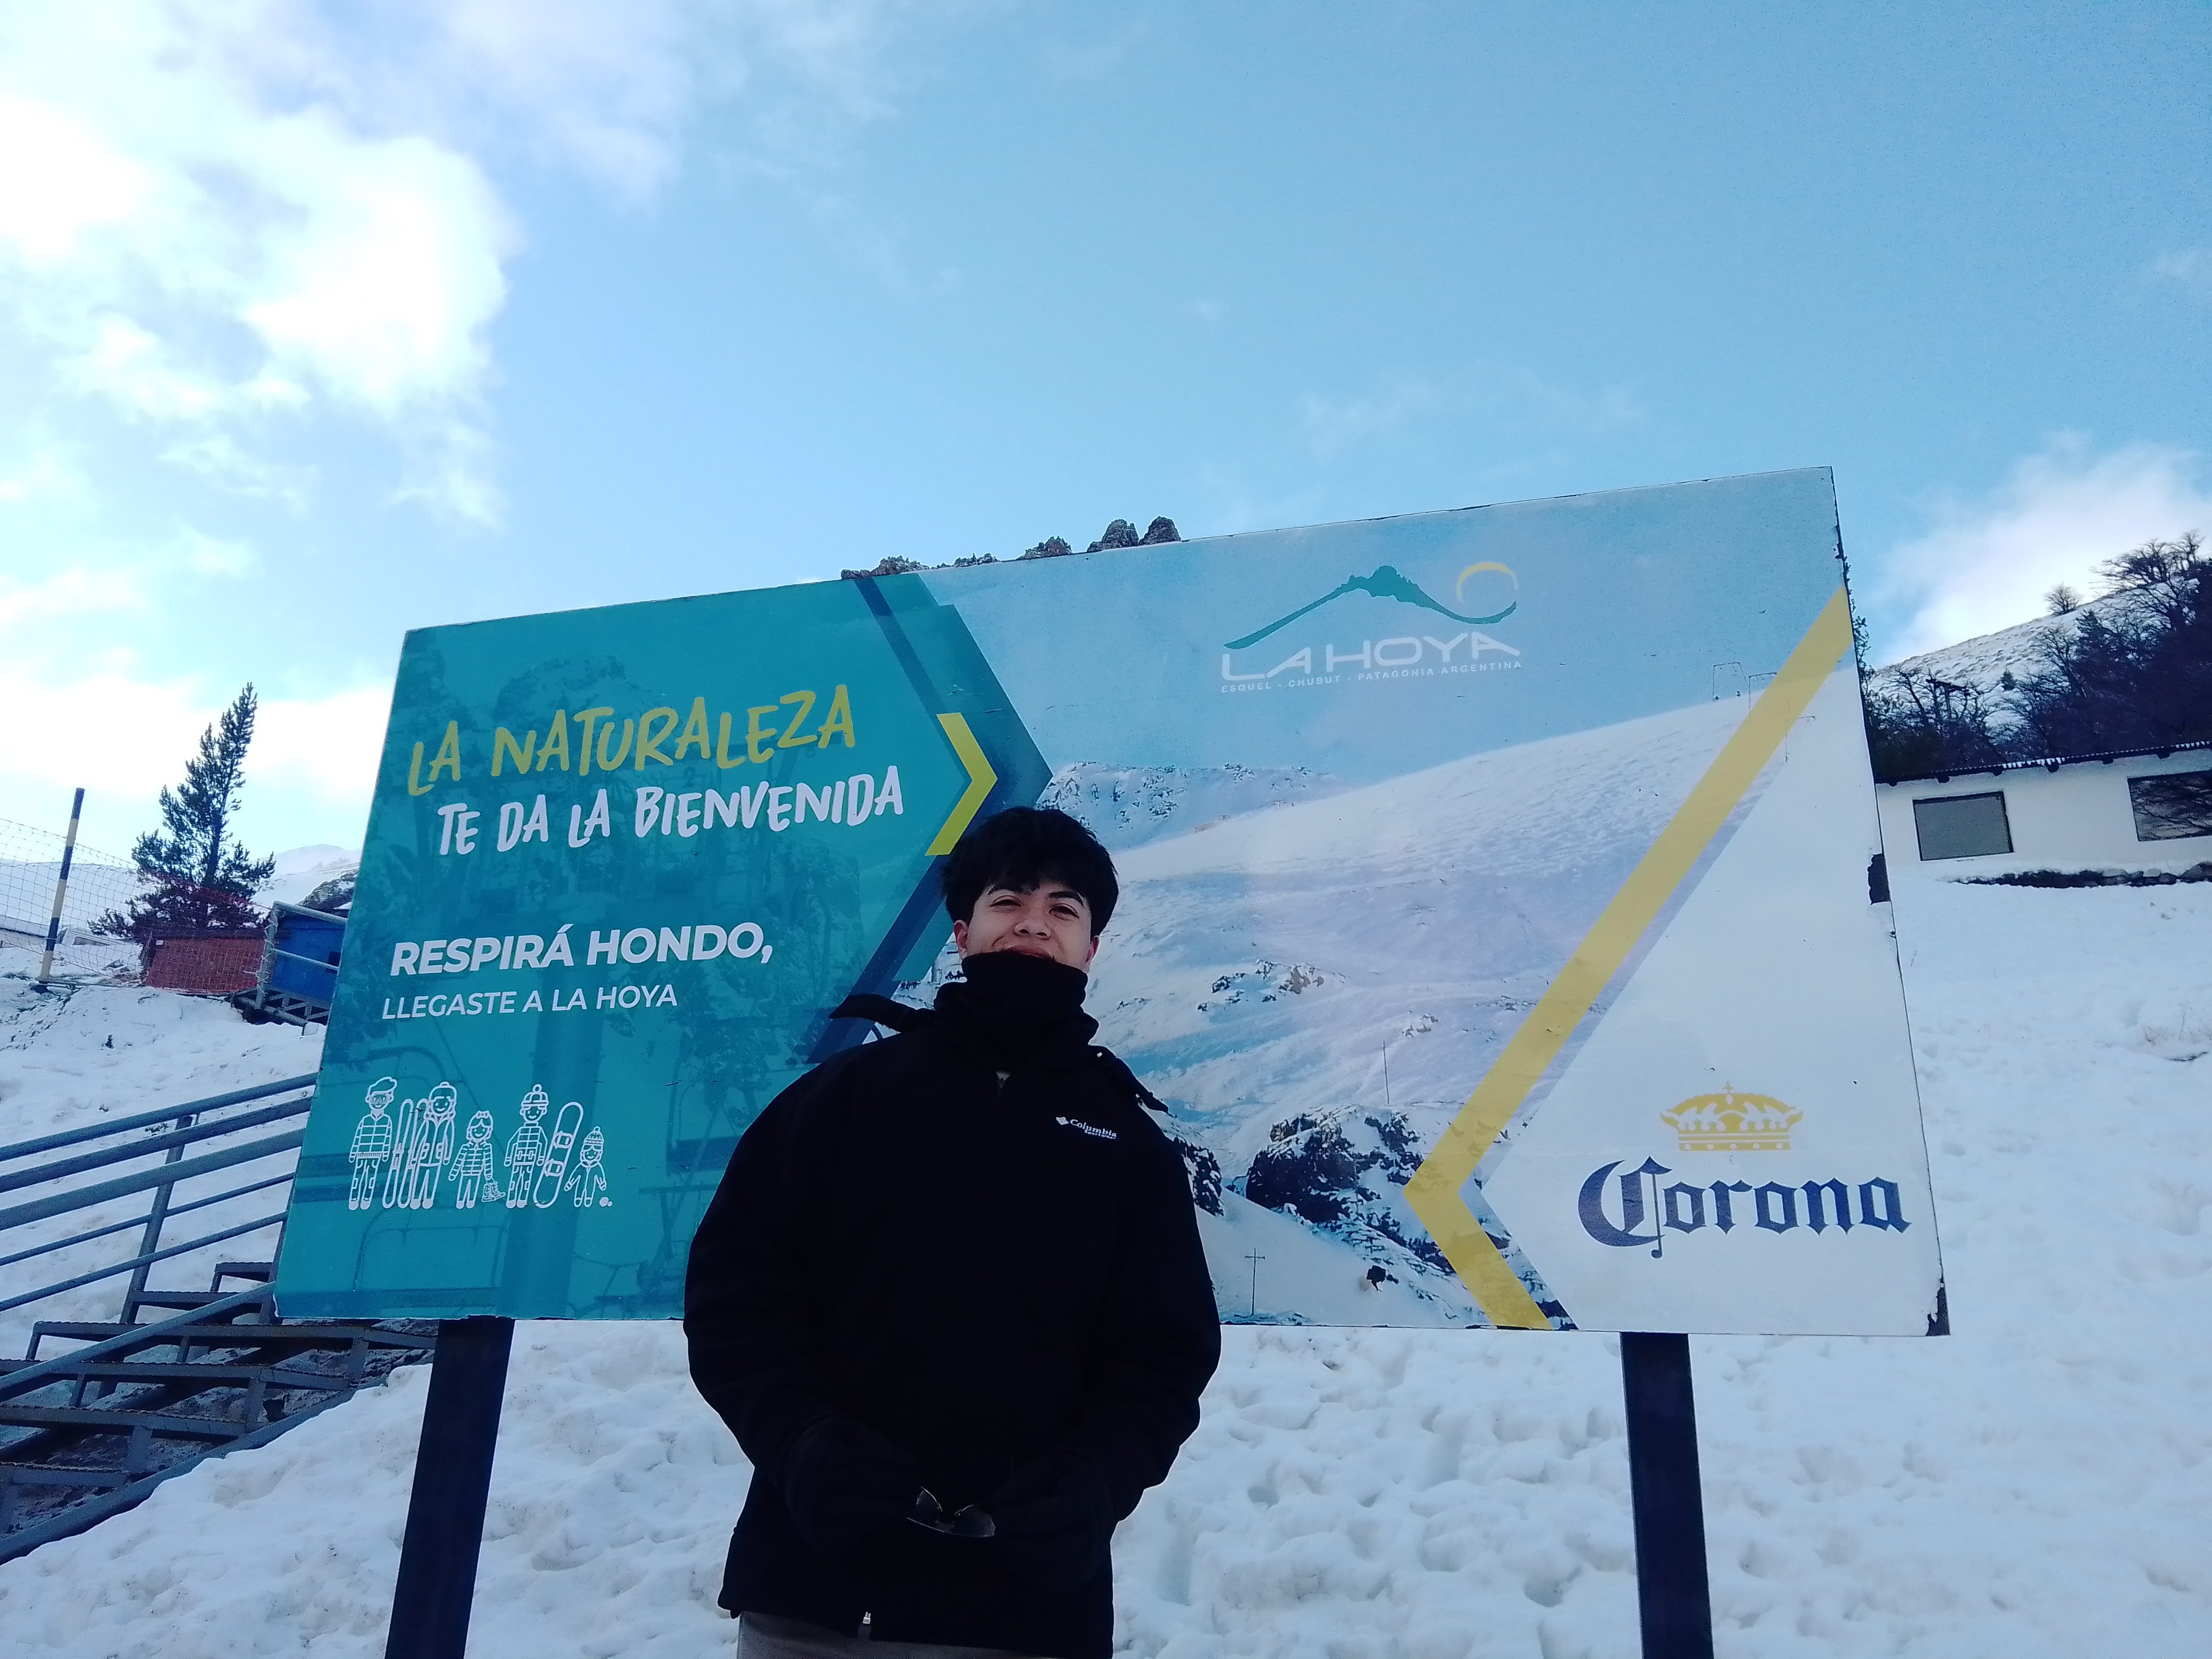 LA NATURALEZA
TE DA LA BIENVENIDA
RESPIRÁ HONDO,
LLEGASTE A LA HOYA
LA HOYA
ESQUEL - CHUBUT - PATAGONIA ARGENTINA
Corona
Columbia